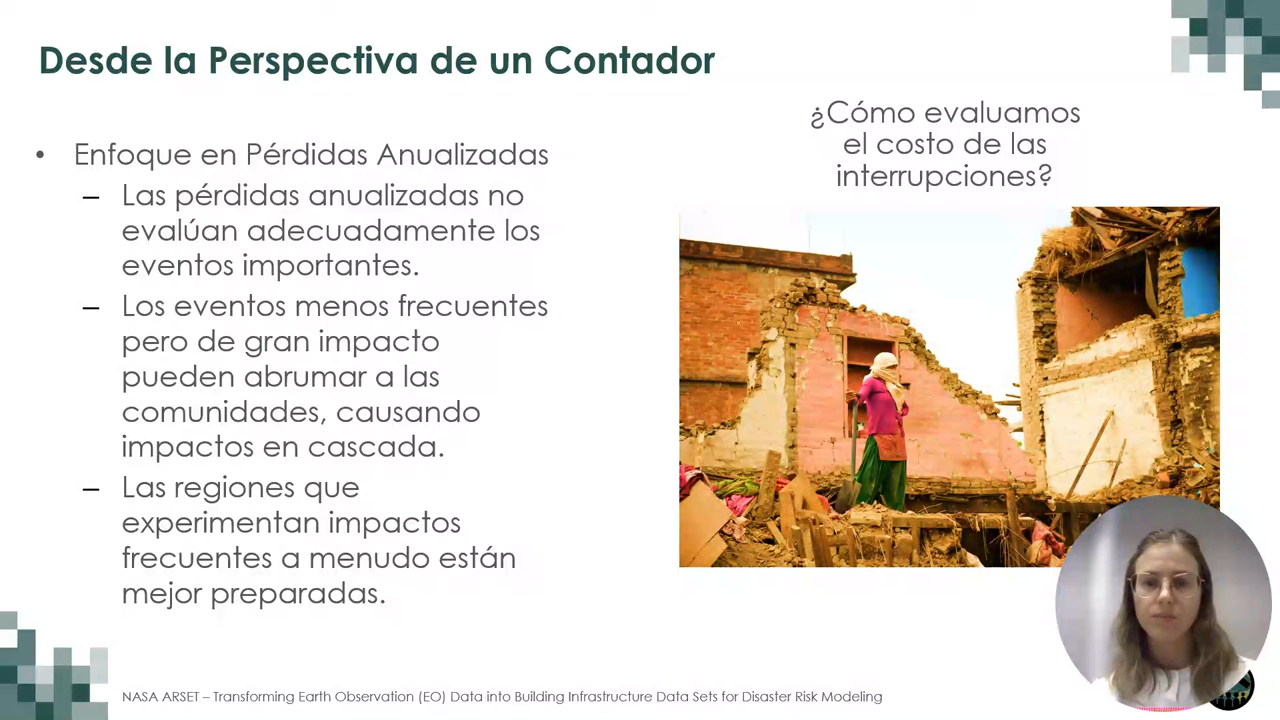 Desde la Perspectiva de un Contador
• Enfoque en Pérdidas Anualizadas
– Las pérdidas anualizadas no
evalúan adecuadamente los
eventos importantes.
– Los eventos menos frecuentes
pero de gran impacto
pueden abrumar a las
comunidades, causando
impactos en cascada.
– Las regiones que
experimentan impactos
frecuentes a menudo están
mejor preparadas.
¿Cómo evaluamos
el costo de las
interrupciones?
NASA ARSET – Transforming Earth Observation (EO) Data into Building Infrastructure Data Sets for Disaster Risk Modeling